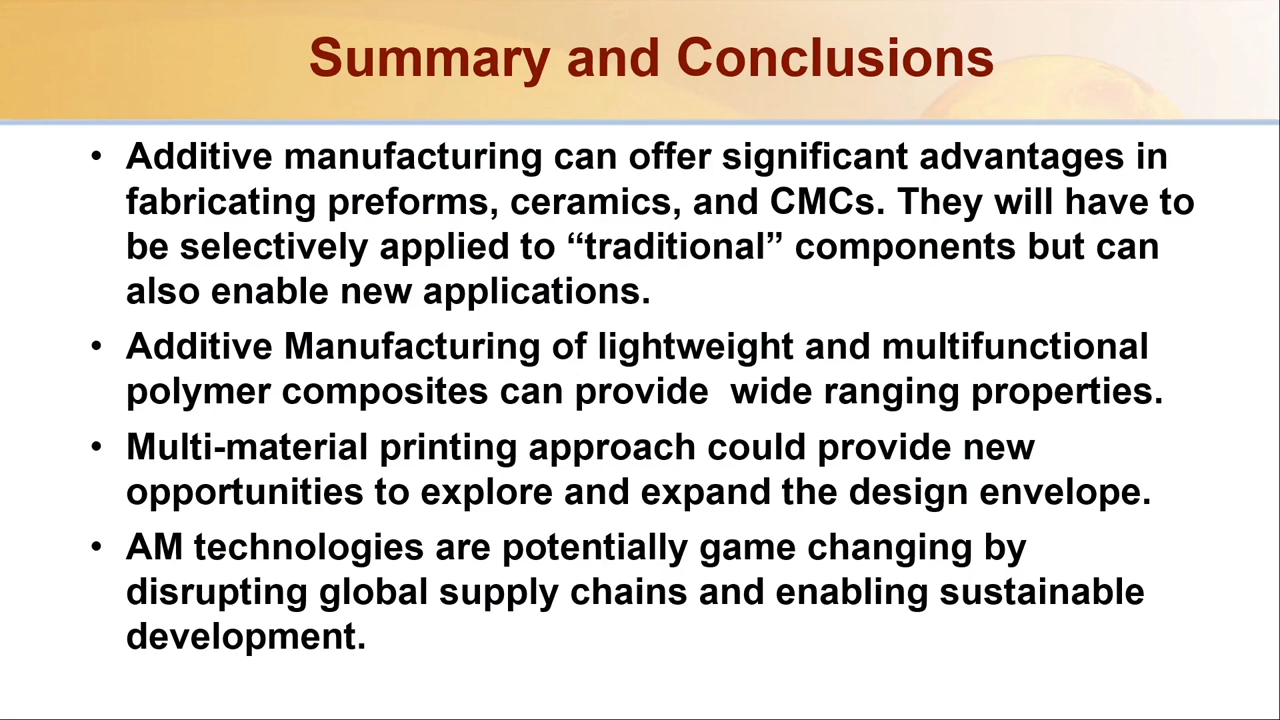 Summary and Conclusions
• Additive manufacturing can offer significant advantages in
fabricating preforms, ceramics, and CMCs. They will have to
be selectively applied to “traditional” components but can
also enable new applications.
• Additive Manufacturing of lightweight and multifunctional
polymer composites can provide  wide ranging properties.
• Multi-material printing approach could provide new
opportunities to explore and expand the design envelope.
• AM technologies are potentially game changing by
disrupting global supply chains and enabling sustainable
development.